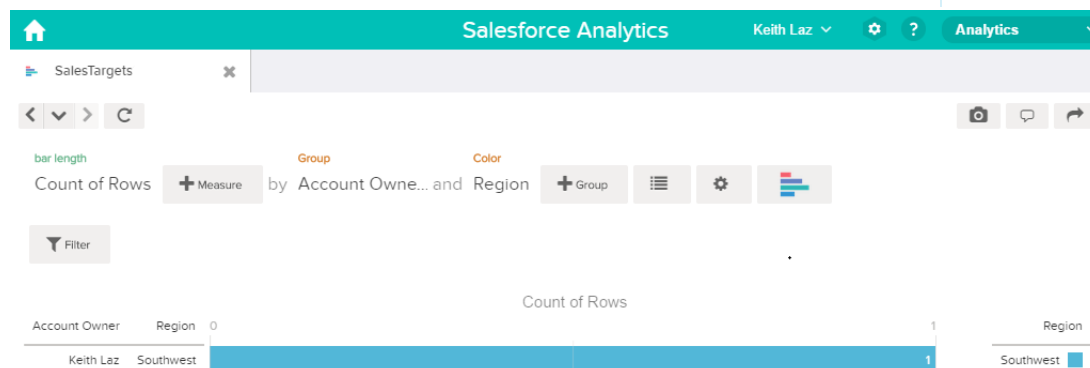 Salesforce Analytics Keith Laz ? Analytics
SalesTargets
bar length Group Color
Count of Rows + Measure by Account Owne... and Region + Group
Filter
Count of Rows
Account Owner Region 0 1 Region
Keith Laz Southwest 1 Southwest